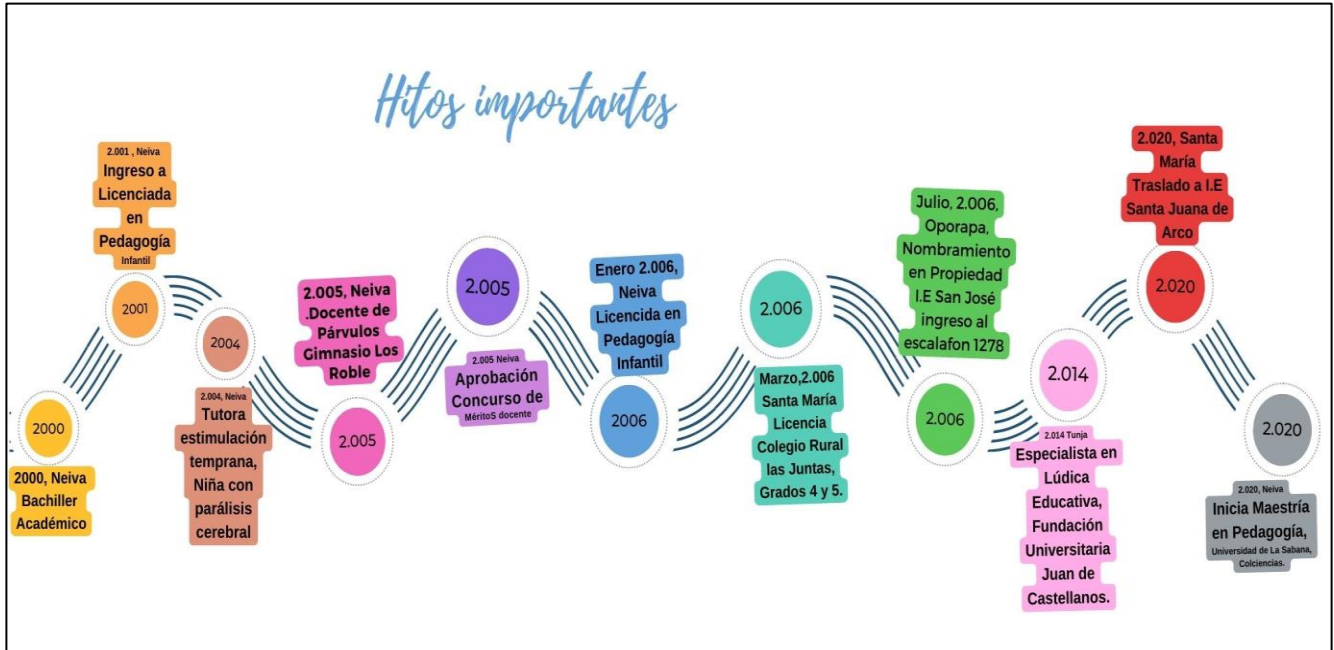 Hitos importantes
2000
2000, Neiva
Bachiller
Académico
2.001 , Neiva
Ingreso a
Licenciada
en
Pedagogía
Infantil
2001
2004
2.004, Neiva
Tutora
estimulación
temprana,
Niña con
parálisis
cerebral
2.005, Neiva
.Docente de
Párvulos
Gimnasio Los
Roble
2.005
2.005
2.005 Neiva
Aprobación
Concurso de
MéritoS docente
Enero 2.006,
Neiva
Licencida en
Pedagogía
Infantil
2006
2.006
Marzo,2.006
Santa María
Licencia
Colegio Rural
las Juntas,
Grados 4 y 5.
Julio, 2.006,
Oporapa,
Nombramiento
en Propiedad
I.E San José
ingreso al
escalafon 1278
2.006
2.014
2.014 Tunja
Especialista en
Lúdica
Educativa,
Fundación
Universitaria
Juan de
Castellanos.
2.020, Santa
María
Traslado a I.E
Santa Juana de
Arco
2.020
2.020
2.020, Neiva
Inicia Maestría
en Pedagogía,
Universidad de La Sabana,
Colciencias.